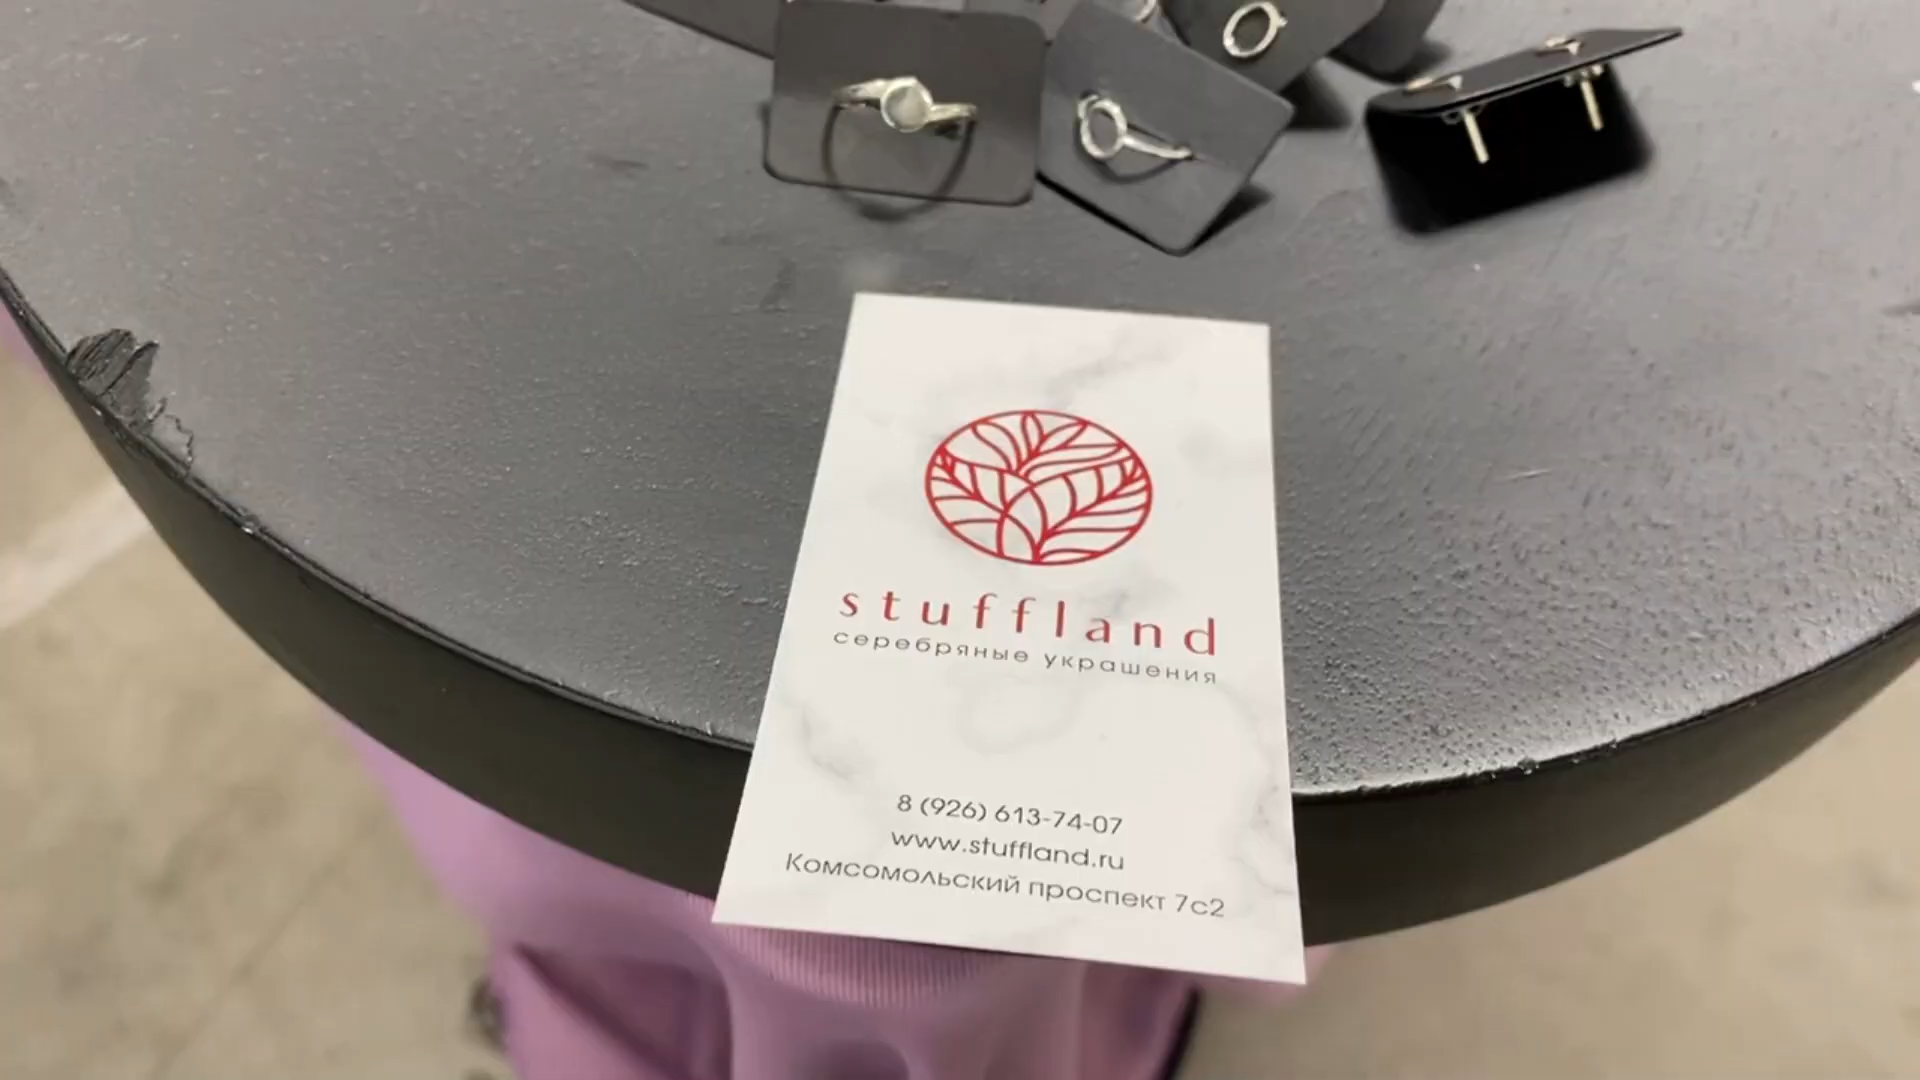 stuffland
серебряные украшения
8 (926) 613-74-07
www.stuffland.ru
Комсомольский проспект 7с2